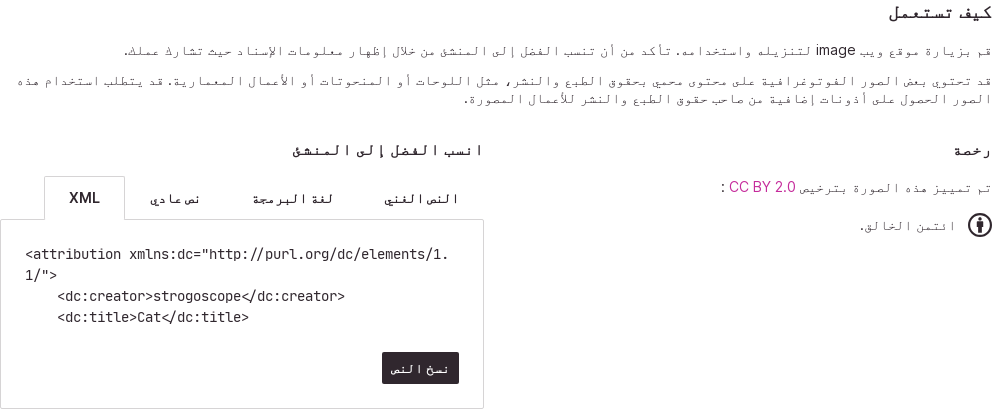 كيف تستعمل
قم بزيارة موقع ويب image لتنزيله واستخدامه. تأكد من أن تنسب الفضل إلى المنشئ من خلال إظهار معلومات الإسناد حيث تشارك عملك.
قد تحتوي بعض الصور الفوتوغرافية على محتوى محمي بحقوق الطبع والنشر، مثل اللوحات أو المنحوتات أو الأعمال المعمارية. قد يتطلب استخدام هذه
الصور الحصول على أذونات إضافية من صاحب حقوق الطبع والنشر للأعمال المصورة.
رخصة
تم تمييز هذه الصورة بترخيص CC BY 2.0 :
ائتمن الخالق.
انسب الفضل إلى المنشئ
النص الغني
لغة البرمجة
نص عادي
XML
<attribution xmlns:dc="http://purl.org/dc/elements/1.
1/">
<dc:creator>strogoscope</dc:creator>
<dc:title>Cat</dc:title>
نسخ النص